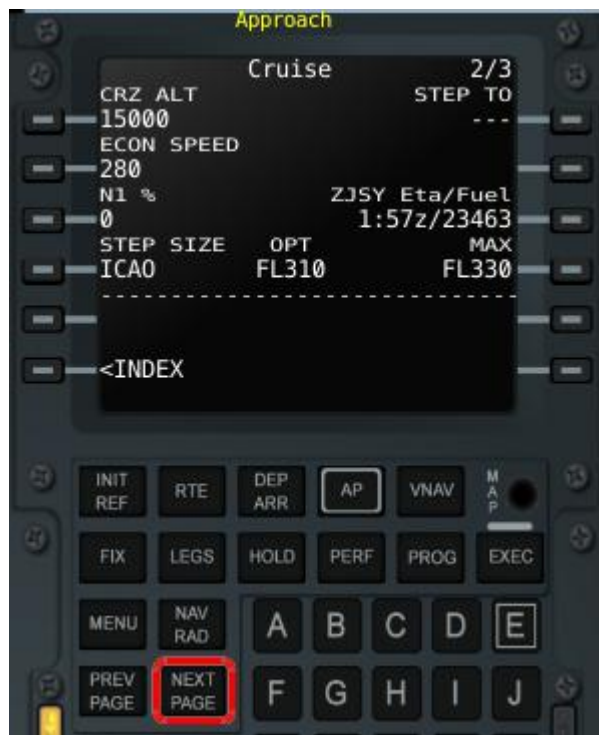 Approach
Cruise 2/3
CRZ ALT STEP TO
15000 ---
ECON SPEED
280
N1 % ZJSY Eta/Fuel
0 1:57z/23463
STEP SIZE OPT MAX
ICAO FL310 FL330
--------------------------------
<INDEX
INIT REF RTE DEP ARR AP VNAV MAP
FIX LEGS HOLD PERF PROG EXEC
MENU NAV RAD A B C D E
PREV PAGE NEXT PAGE F G H I J